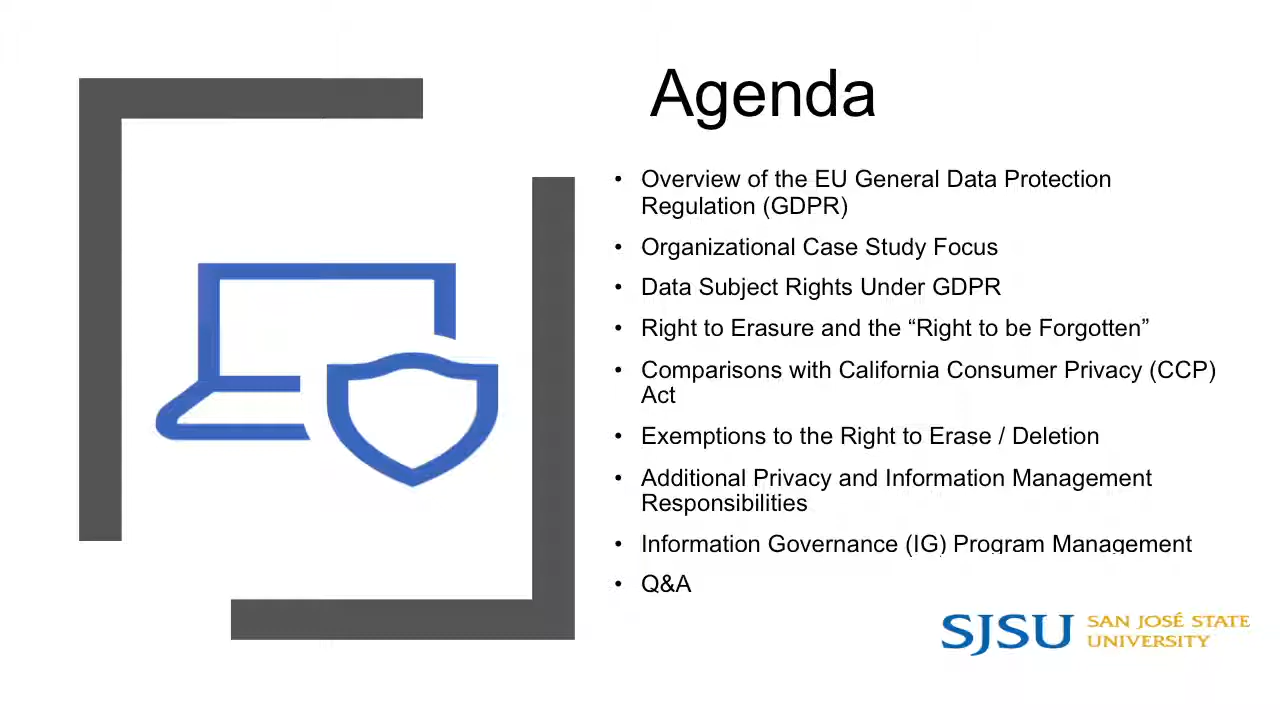 Agenda
• Overview of the EU General Data Protection
Regulation (GDPR)
• Organizational Case Study Focus
• Data Subject Rights Under GDPR
• Right to Erasure and the “Right to be Forgotten”
• Comparisons with California Consumer Privacy (CCP)
Act
• Exemptions to the Right to Erase / Deletion
• Additional Privacy and Information Management
Responsibilities
• Information Governance (IG) Program Management
• Q&A
SJSU SAN JOSÉ STATE
UNIVERSITY